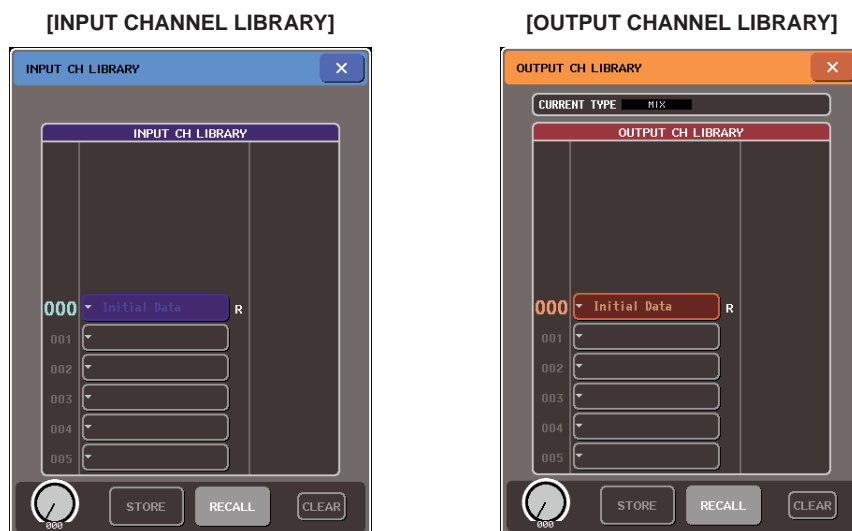 [INPUT CHANNEL LIBRARY]
INPUT CH LIBRARY
INPUT CH LIBRARY
000 Initial Data R
001
002
003
004
005
000
STORE RECALL CLEAR
[OUTPUT CHANNEL LIBRARY]
OUTPUT CH LIBRARY
CURRENT TYPE MIX
OUTPUT CH LIBRARY
000 Initial Data R
001
002
003
004
005
000
STORE RECALL CLEAR